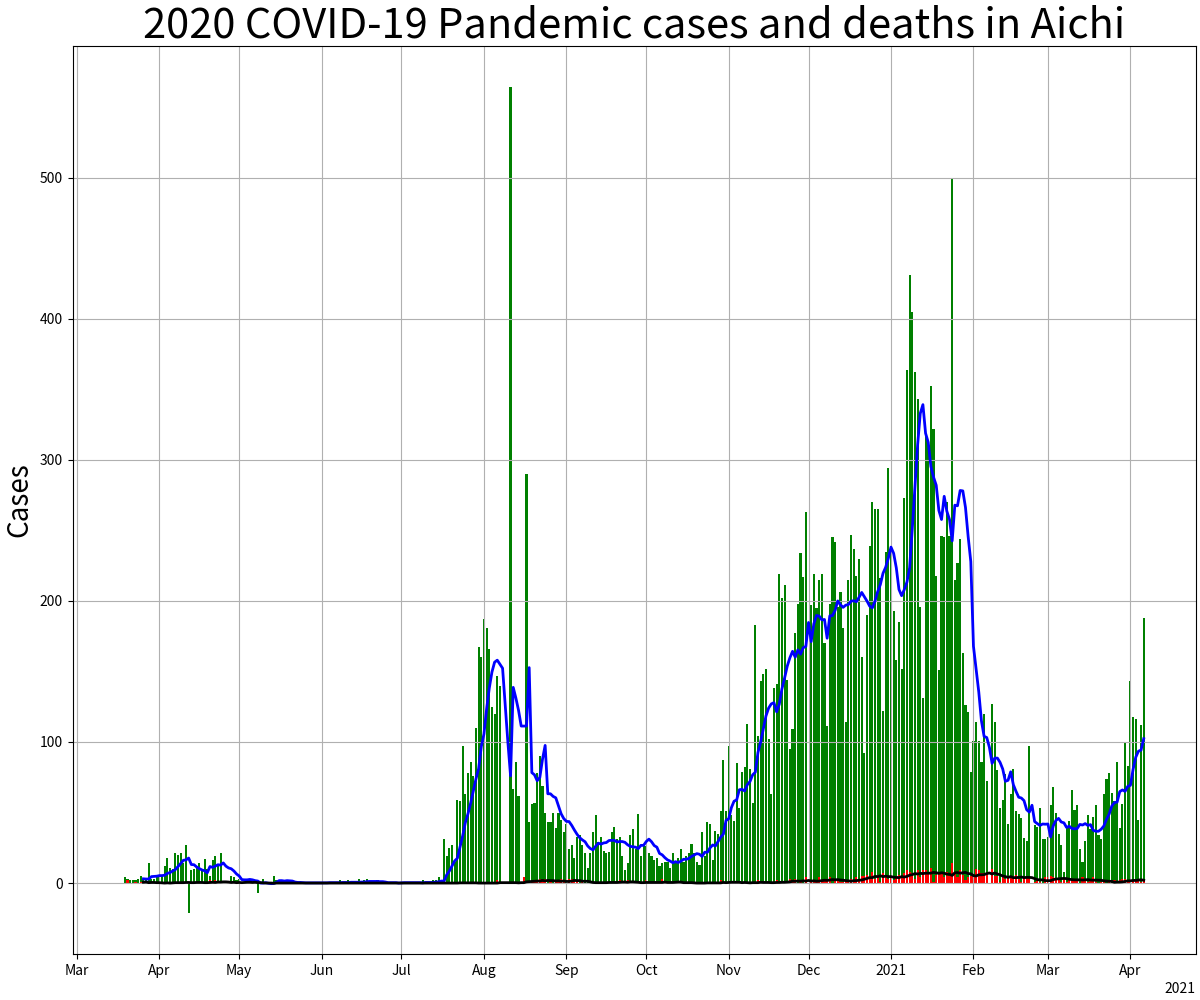 2020 COVID-19 Pandemic cases and deaths in Aichi
Cases
500
400
300
200
100
0
Mar Apr May Jun Jul Aug Sep Oct Nov Dec 2021 Feb Mar Apr
2021